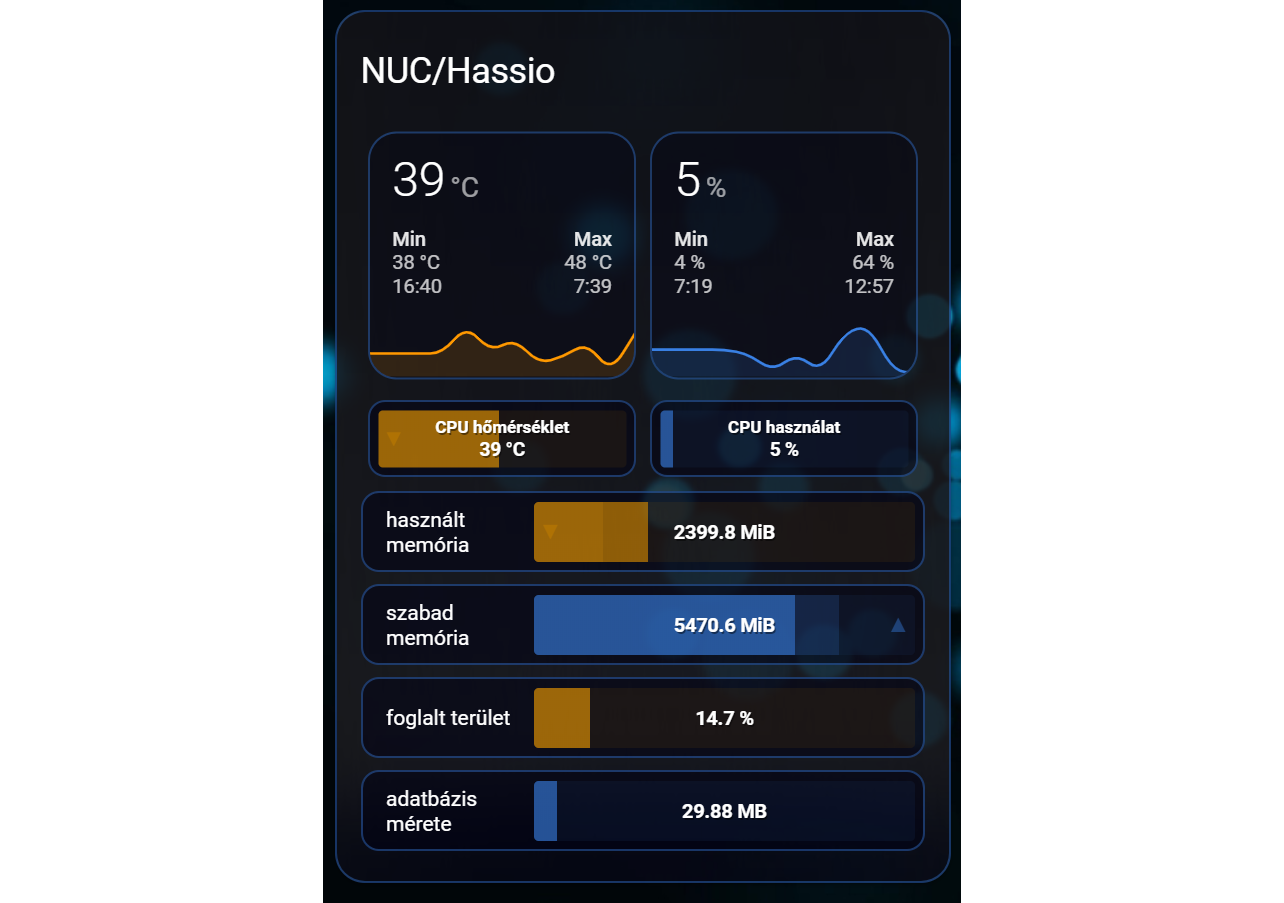 NUC/Hassio
39 °C
5 %
Min Max
38 °C 48 °C
16:40 7:39
Min Max
4 % 64 %
7:19 12:57
CPU hőmérséklet
39 °C
CPU használat
5 %
használt
memória
2399.8 MiB
szabad
memória
5470.6 MiB
foglalt terület
14.7 %
adatbázis
mérete
29.88 MB